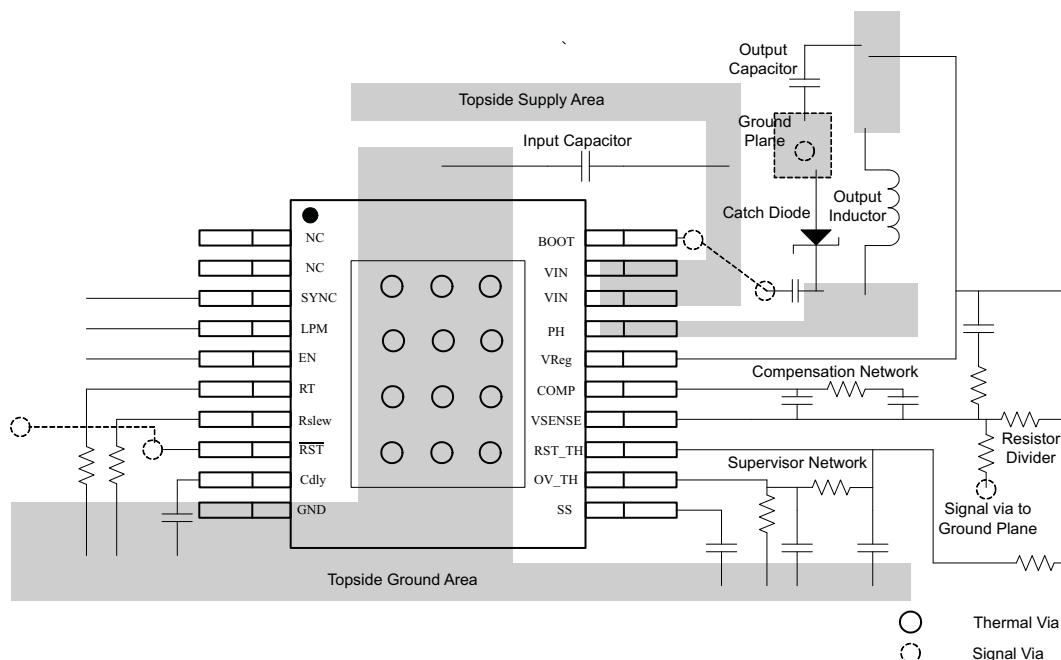 `
Output
Capacitor
Topside Supply Area
Ground
Plane
Input Capacitor
Output
Inductor
Catch Diode
NC
NC
SYNC
LPM
EN
RT
Rslew
RST
Cdly
GND
BOOT
VIN
VIN
PH
VReg
COMP
VSENSE
RST_TH
OV_TH
SS
Compensation Network
Resistor
Divider
Supervisor Network
Signal via to
Ground Plane
Topside Ground Area
Thermal Via
Signal Via